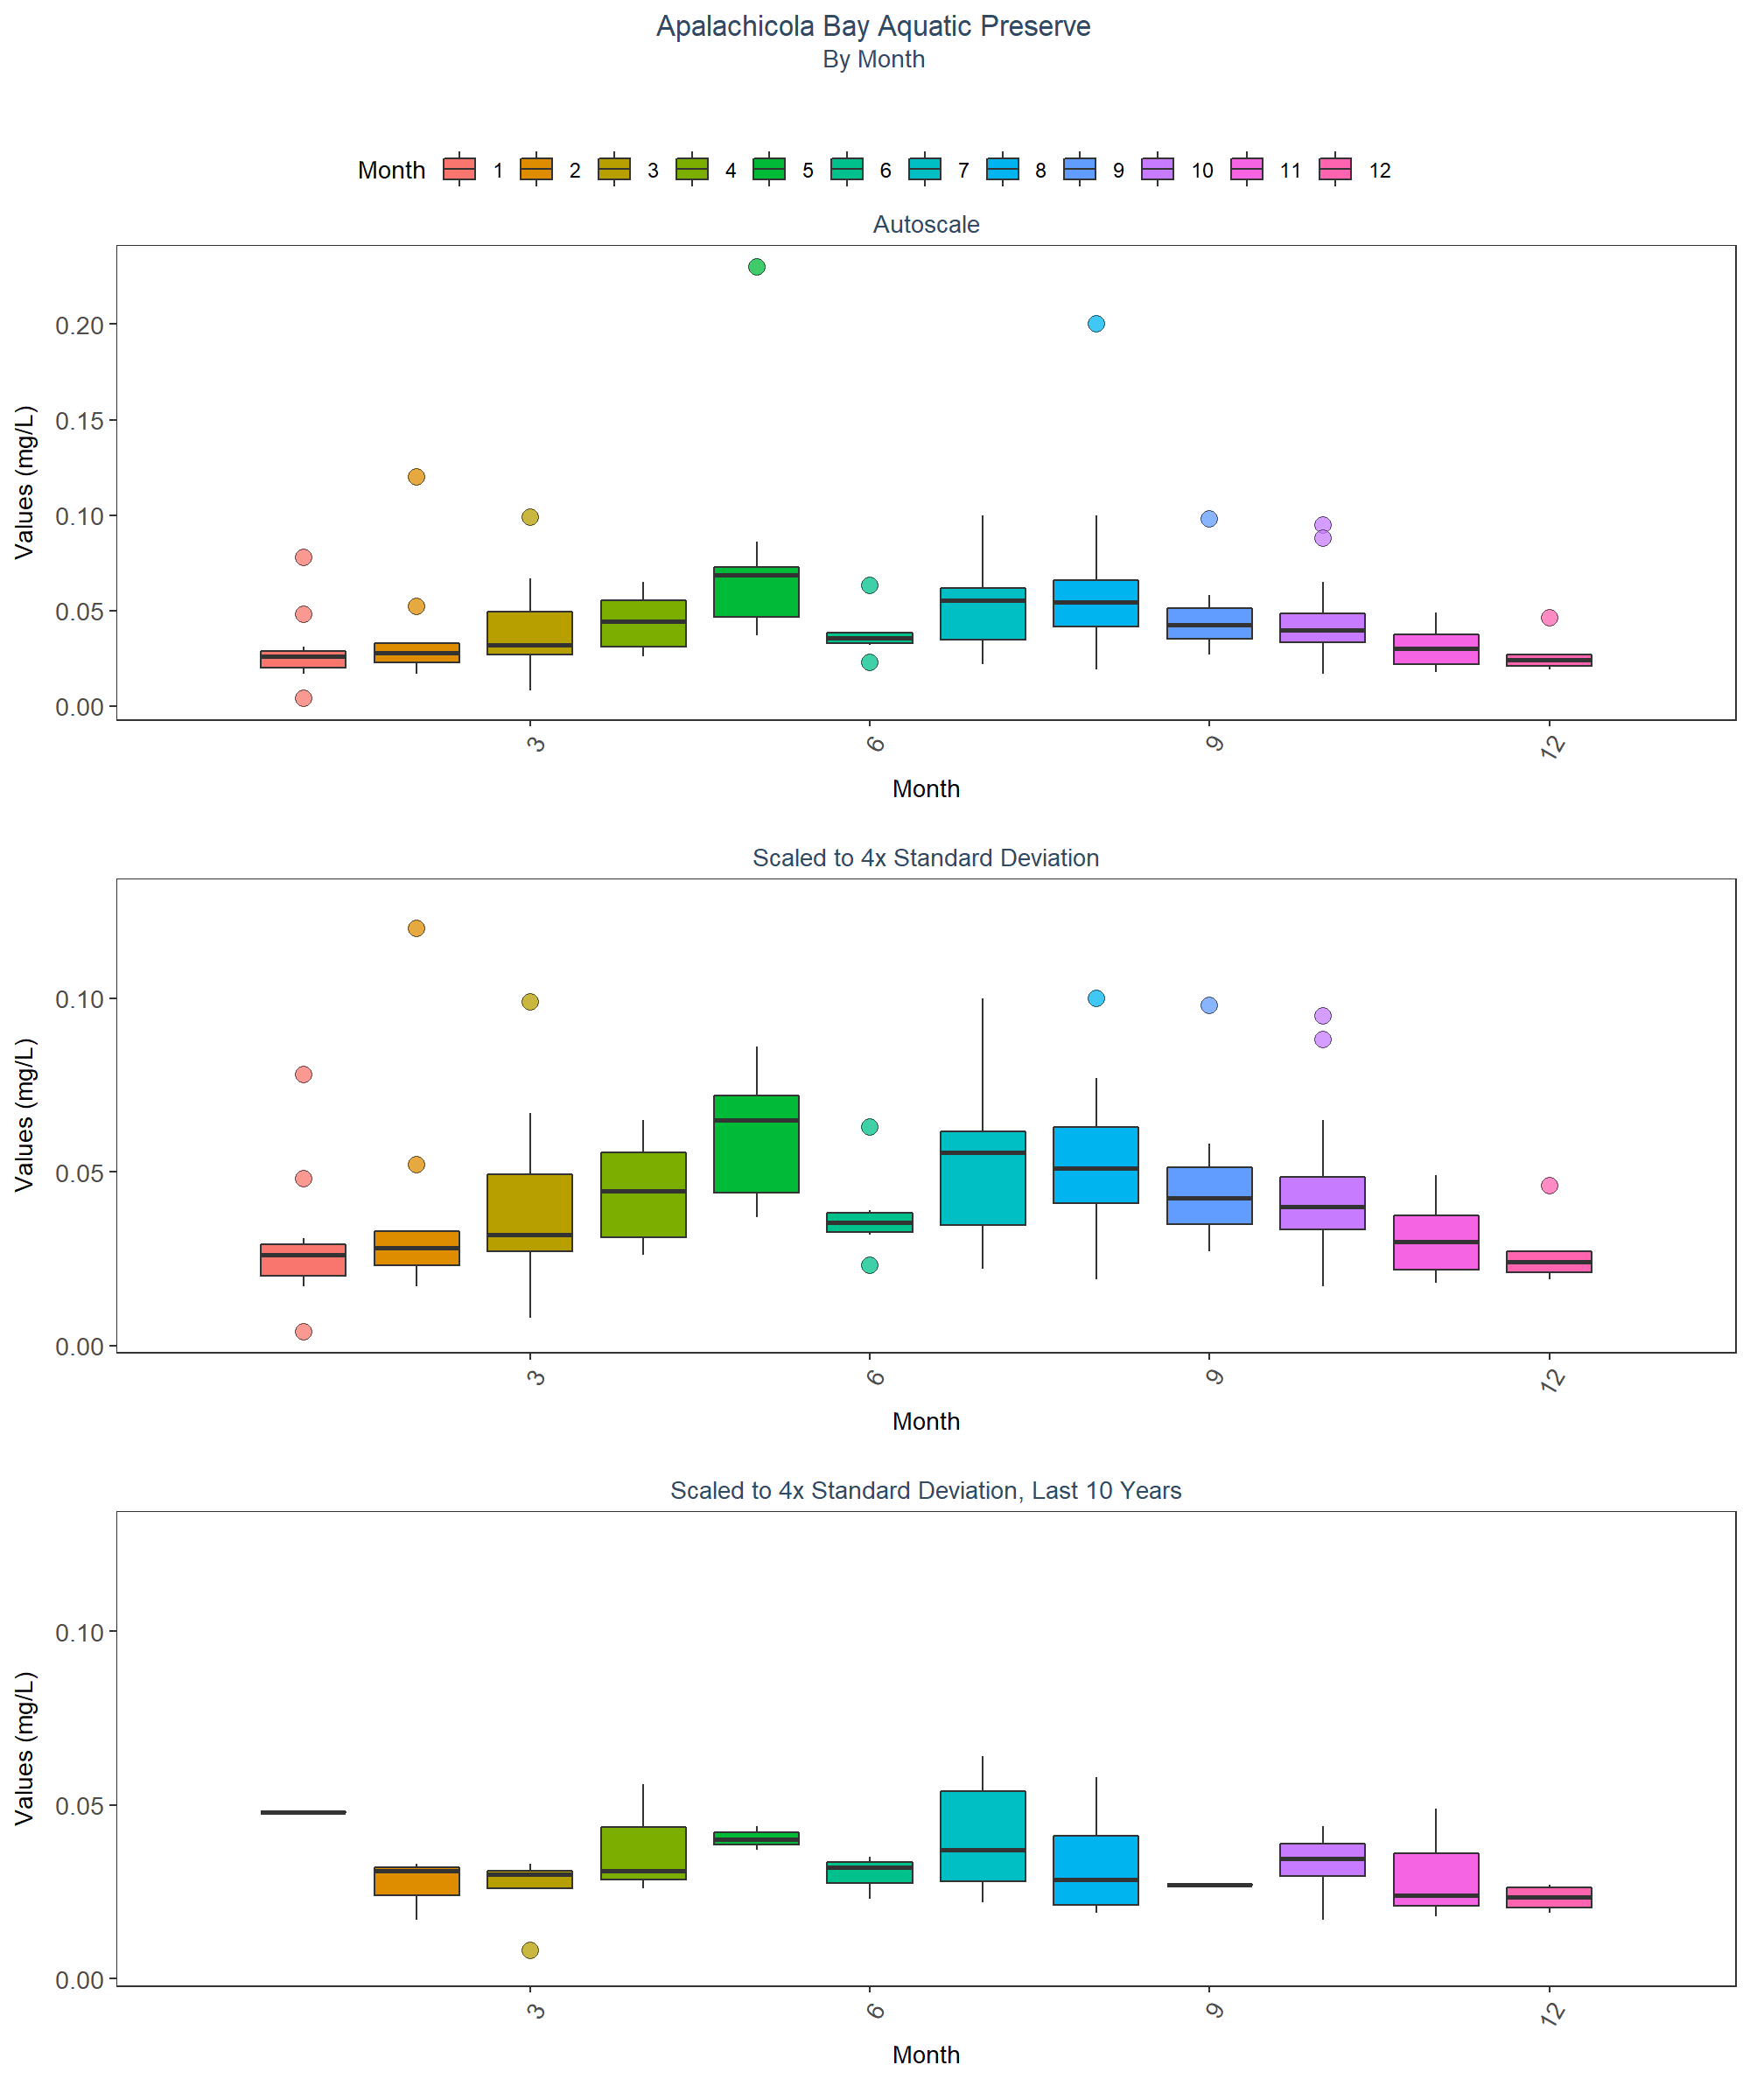 Apalachicola Bay Aquatic Preserve
By Month
Month 1 2 3 4 5 6 7 8 9 10 11 12
Autoscale
Values (mg/L)
0.20
0.15
0.10
0.05
0.00
3 6 9 12
Month
Scaled to 4x Standard Deviation
Values (mg/L)
0.10
0.05
0.00
3 6 9 12
Month
Scaled to 4x Standard Deviation, Last 10 Years
Values (mg/L)
0.10
0.05
0.00
3 6 9 12
Month